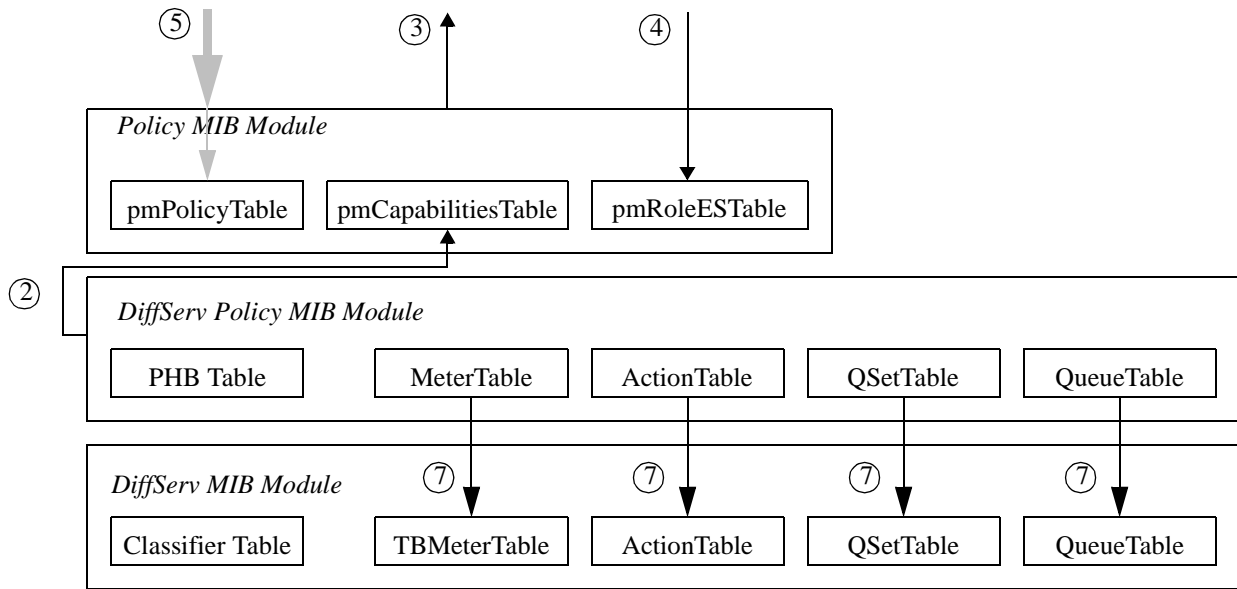 5 3 4
Policy MIB Module
pmPolicyTable pmCapabilitiesTable pmRoleESTable
2
DiffServ Policy MIB Module
PHB Table MeterTable ActionTable QSetTable QueueTable
DiffServ MIB Module
7 7 7 7
Classifier Table TBMeterTable ActionTable QSetTable QueueTable